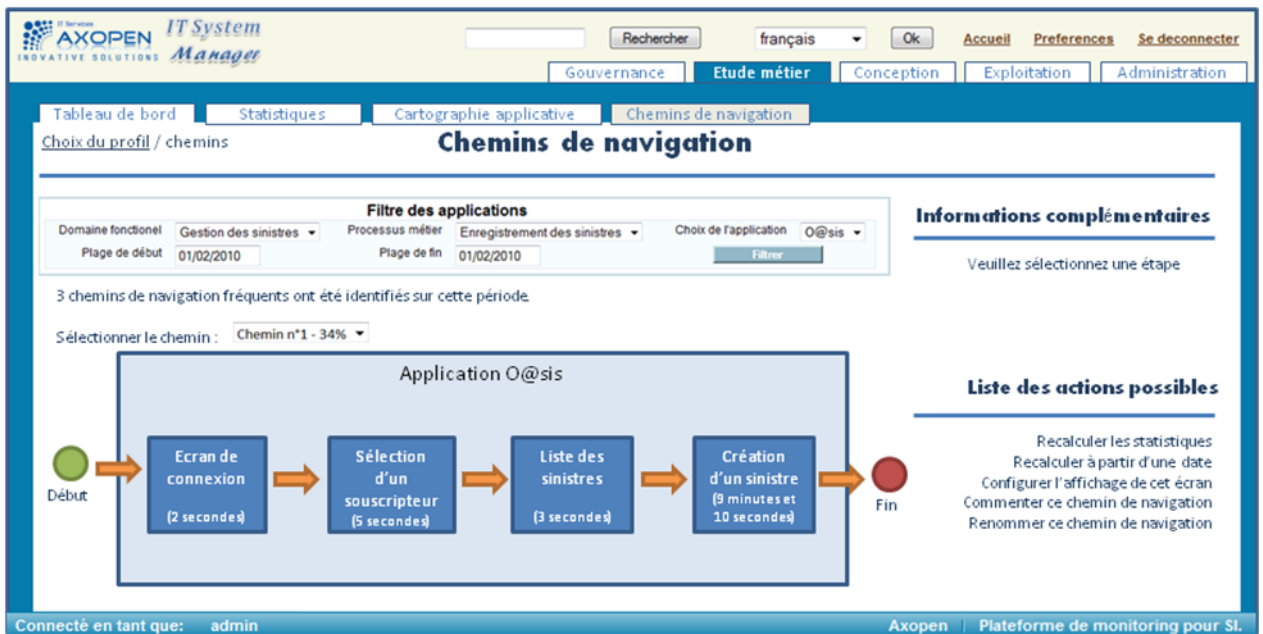 IT Services
AXOPEN
INOVATIVE SOLUTIONS
IT System
Manager
Rechercher
français
Ok
Accueil
Preferences
Se deconnecter
Gouvernance
Etude métier
Conception
Exploitation
Administration
Tableau de bord
Statistiques
Cartographie applicative
Chemins de navigation
Choix du profil / chemins
Chemins de navigation
Filtre des applications
Domaine fonctionel
Gestion des sinistres
Processus métier
Enregistrement des sinistres
Choix de l'application
O@sis
Plage de début
01/02/2010
Plage de fin
01/02/2010
Filtrer
Informations complémentaires
Veuillez sélectionnez une étape
3 chemins de navigation fréquents ont été identifiés sur cette période.
Sélectionner le chemin :
Chemin n°1 - 34%
Application O@sis
Début
Ecran de
connexion
(2 secondes)
Sélection
d'un
souscripteur
(5 secondes)
Liste des
sinistres
(3 secondes)
Création
d'un sinistre
(9 minutes et
10 secondes)
Fin
Liste des actions possibles
Recalculer les statistiques
Recalculer à partir d'une date
Configurer l'affichage de cet écran
Commenter ce chemin de navigation
Renommer ce chemin de navigation
Connecté en tant que: admin
Axopen | Plateforme de monitoring pour SI.